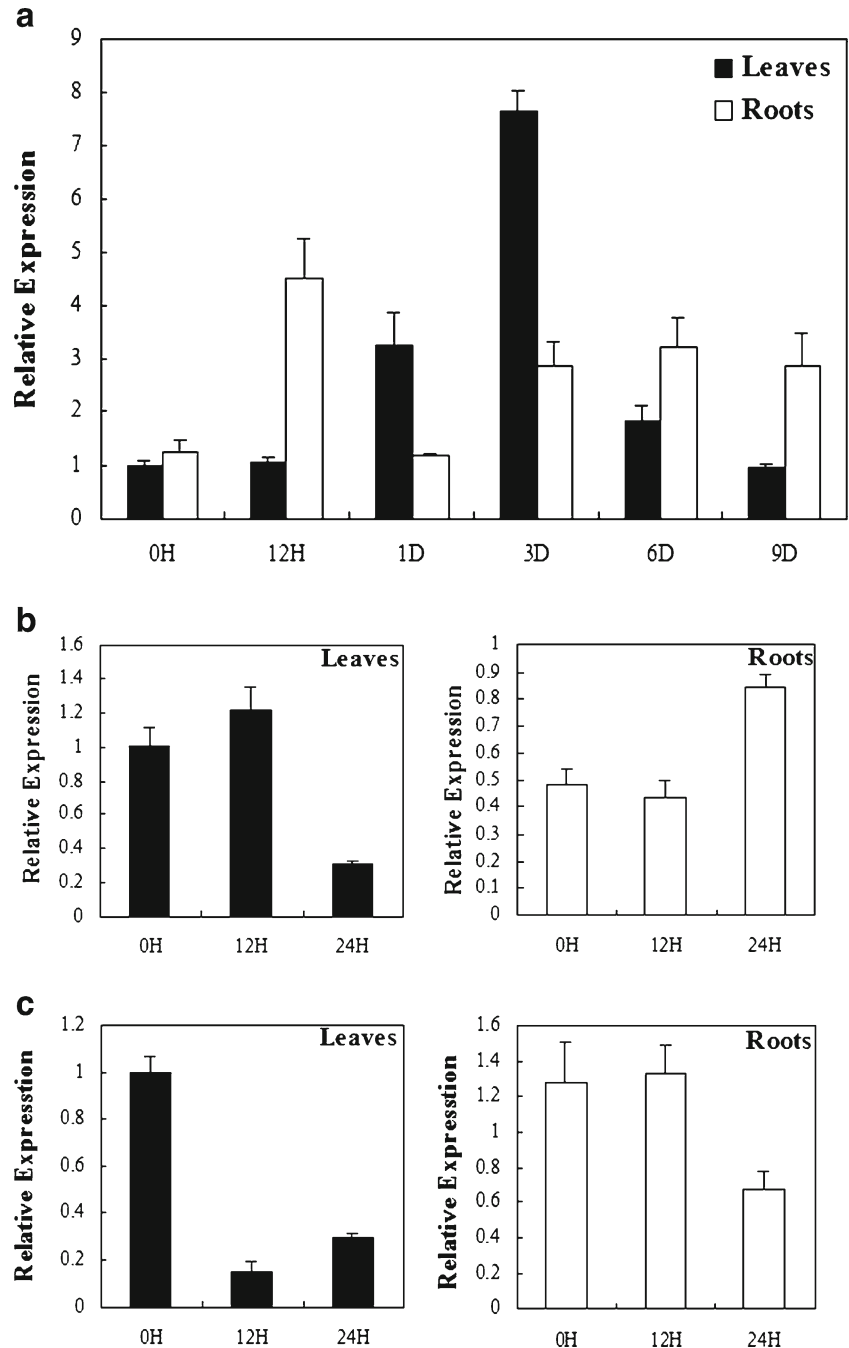 a
9
8
7
6
5
4
3
2
1
0
Relative Expression
Leaves
Roots
0H 12H 1D 3D 6D 9D
b
1.6
1.4
1.2
1
0.8
0.6
0.4
0.2
0
Relative Expression
Leaves
0H 12H 24H
1
0.9
0.8
0.7
0.6
0.5
0.4
0.3
0.2
0.1
0
Relative Expression
Roots
0H 12H 24H
c
1.2
1
0.8
0.6
0.4
0.2
0
Relative Expresstion
Leaves
0H 12H 24H
1.6
1.4
1.2
1
0.8
0.6
0.4
0.2
0
Relative Expresstion
Roots
0H 12H 24H